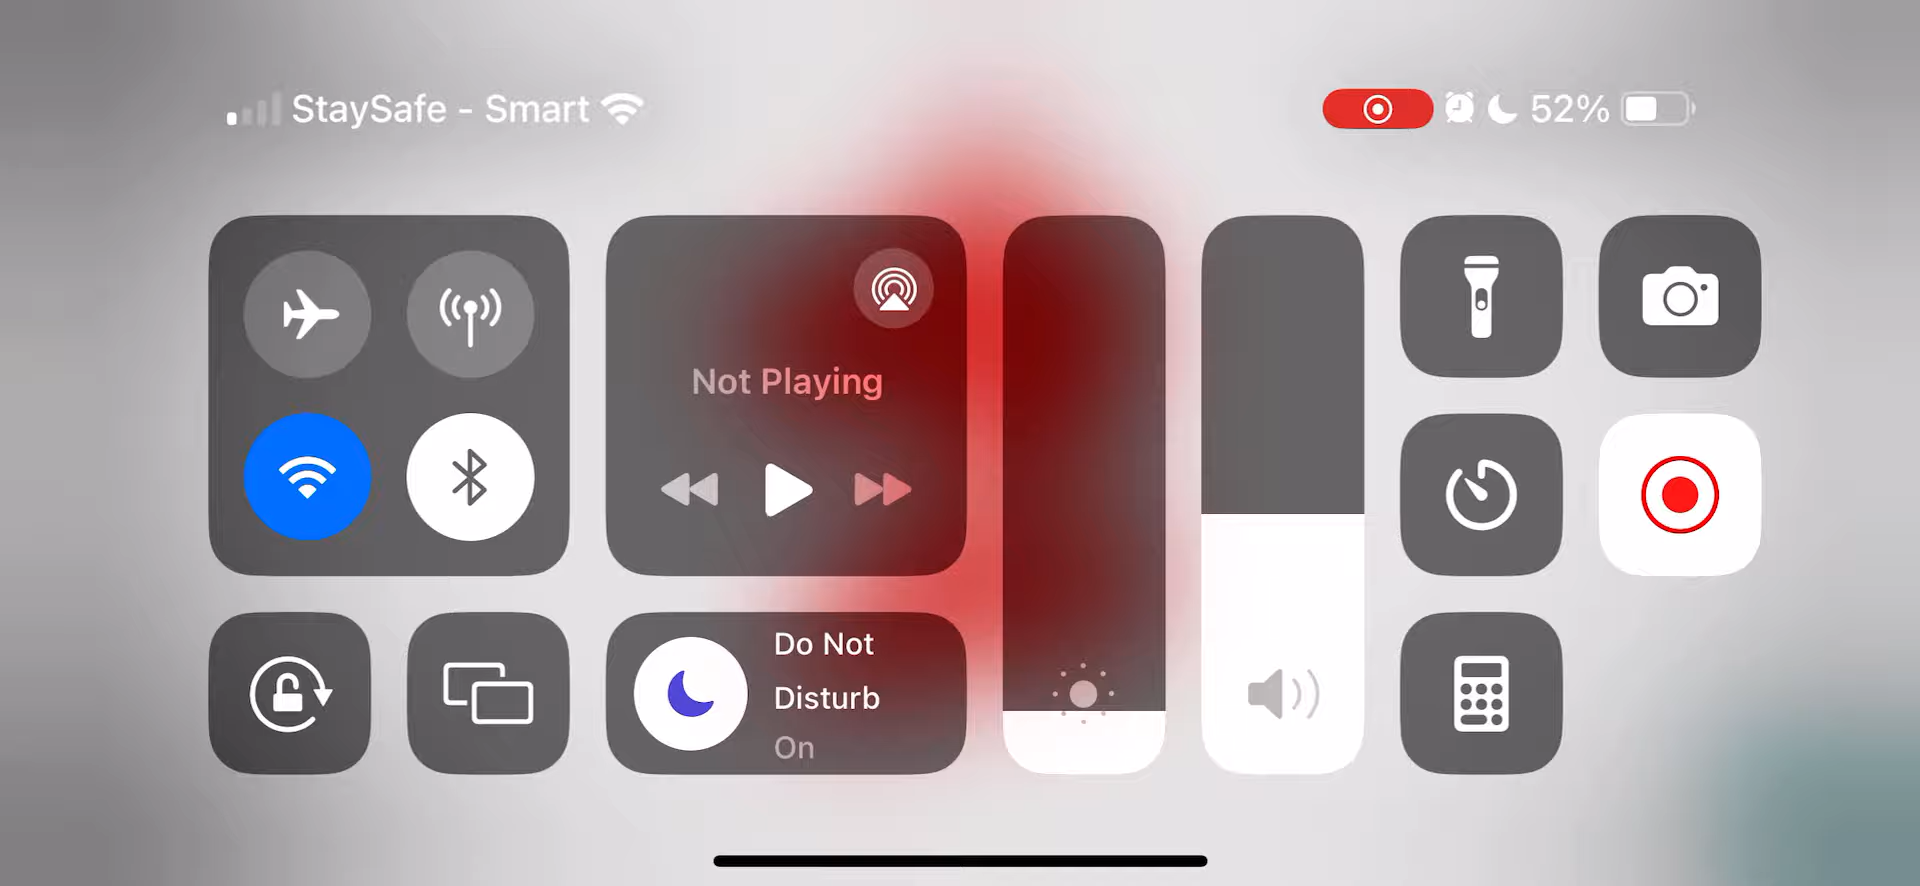 StaySafe - Smart
52%
Not Playing
Do Not
Disturb
On